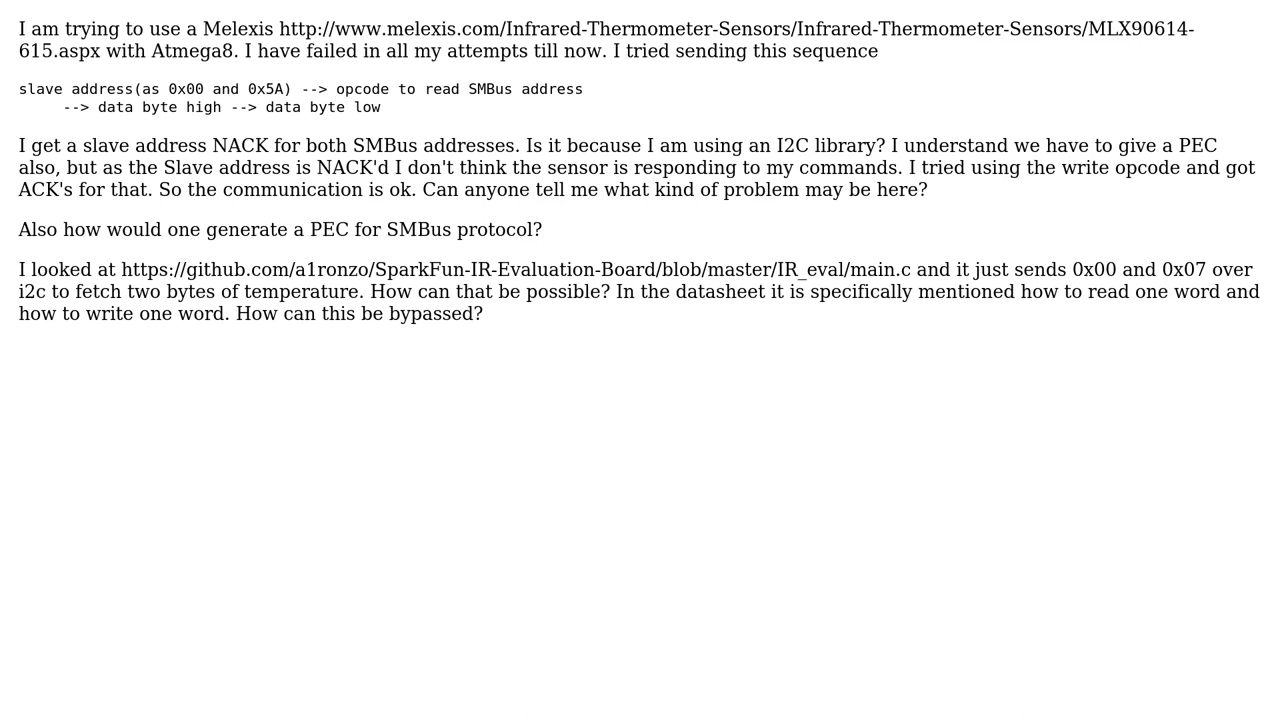 I am trying to use a Melexis http://www.melexis.com/Infrared-Thermometer-Sensors/Infrared-Thermometer-Sensors/MLX90614-
615.aspx with Atmega8. I have failed in all my attempts till now. I tried sending this sequence
slave address(as 0x00 and 0x5A) --> opcode to read SMBus address
--> data byte high --> data byte low
I get a slave address NACK for both SMBus addresses. Is it because I am using an I2C library? I understand we have to give a PEC
also, but as the Slave address is NACK'd I don't think the sensor is responding to my commands. I tried using the write opcode and got
ACK's for that. So the communication is ok. Can anyone tell me what kind of problem may be here?
Also how would one generate a PEC for SMBus protocol?
I looked at https://github.com/a1ronzo/SparkFun-IR-Evaluation-Board/blob/master/IR_eval/main.c and it just sends 0x00 and 0x07 over
i2c to fetch two bytes of temperature. How can that be possible? In the datasheet it is specifically mentioned how to read one word and
how to write one word. How can this be bypassed?